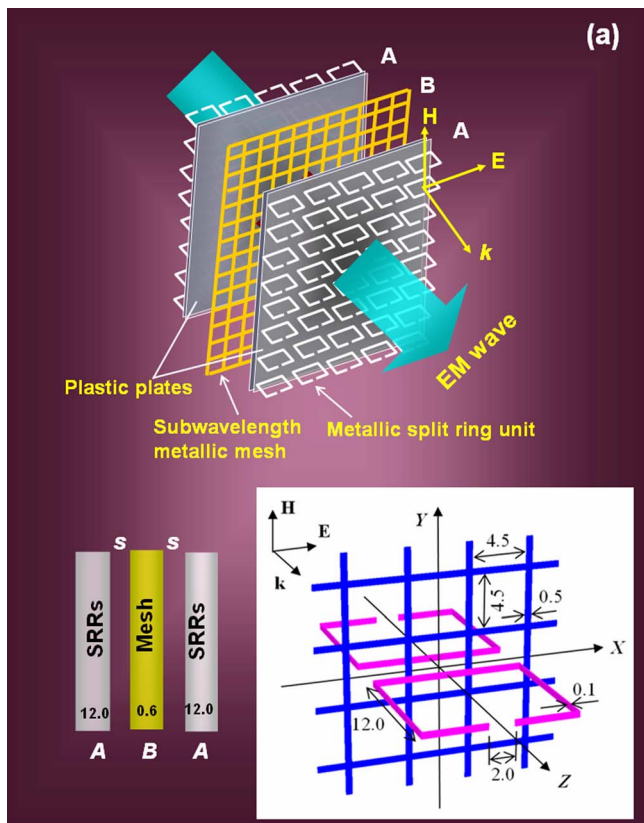 (a)
A
B
A
H
E
k
EM wave
Plastic plates
Subwavelength
metallic mesh
Metallic split ring unit
s s
SRRs Mesh SRRs
12.0 0.6 12.0
A B A
H
E
k
Y
4.5
4.5
0.5
X
0.1
12.0
2.0
Z